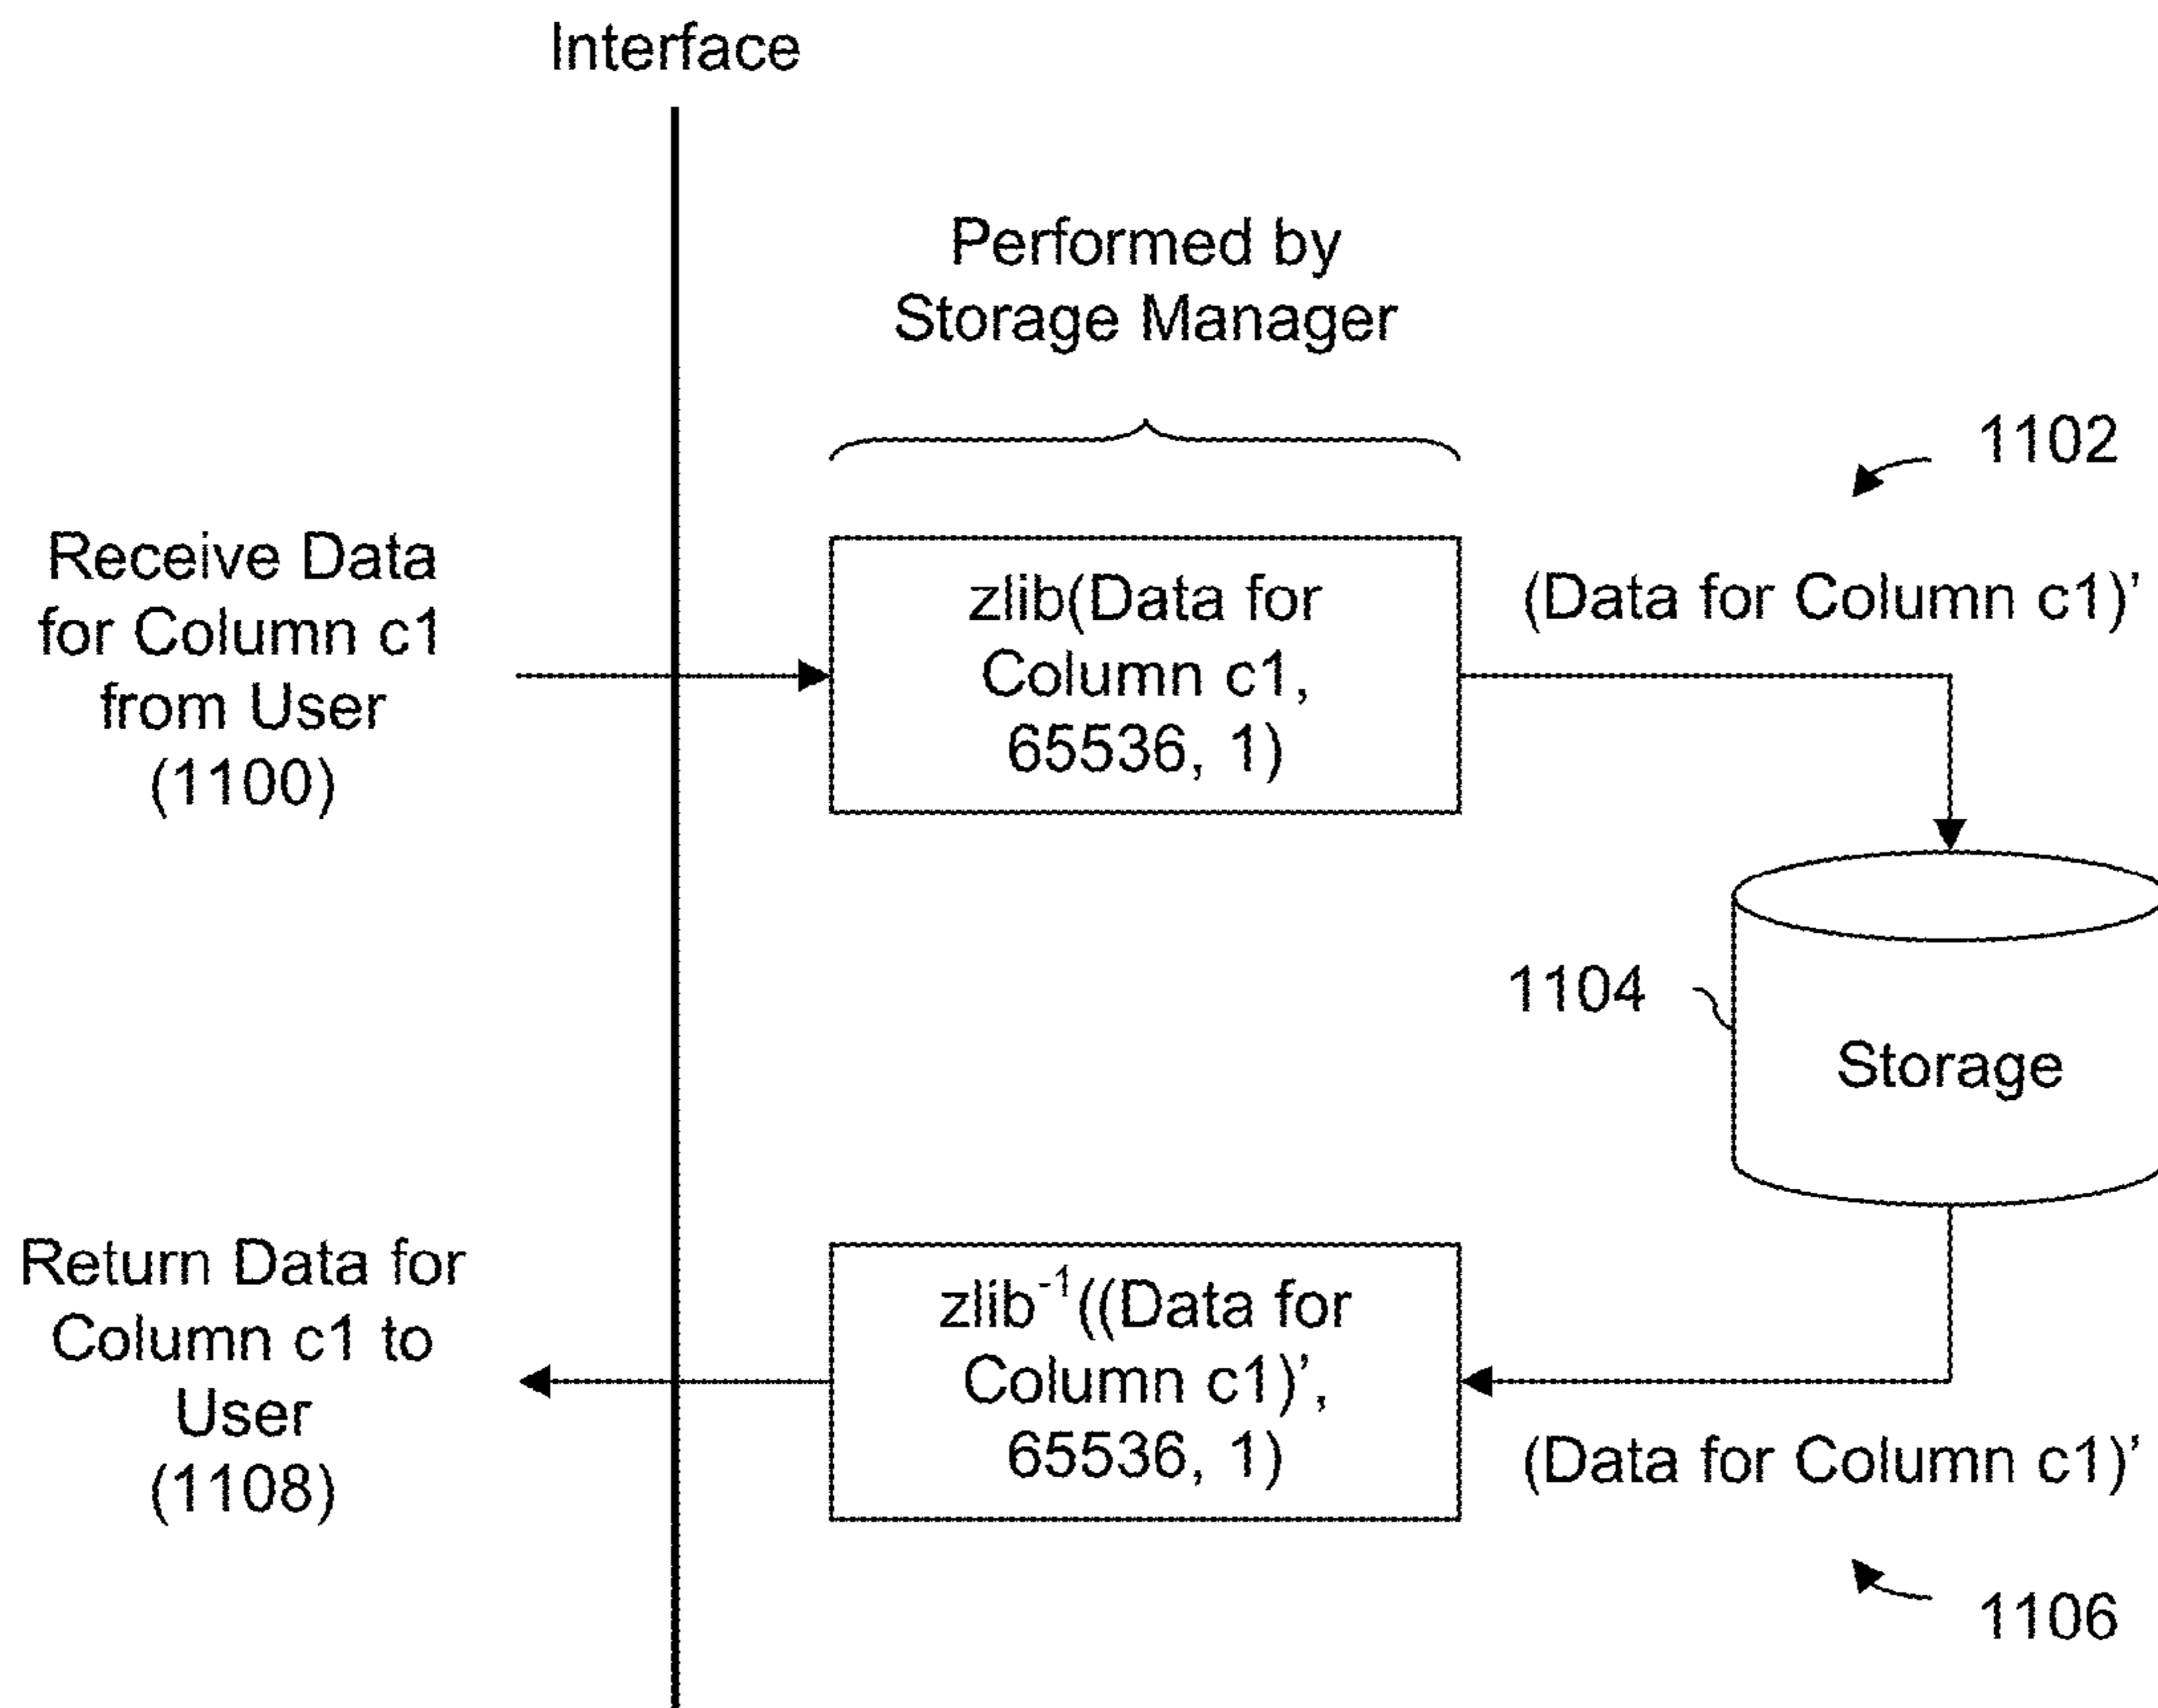 Interface
Performed by
Storage Manager
1102
Receive Data
for Column c1
from User
(1100)
zlib(Data for
Column c1,
65536, 1)
(Data for Column c1)’
1104
Storage
Return Data for
Column c1 to
User
(1108)
zlib⁻¹((Data for
Column c1)’,
65536, 1)
(Data for Column c1)’
1106